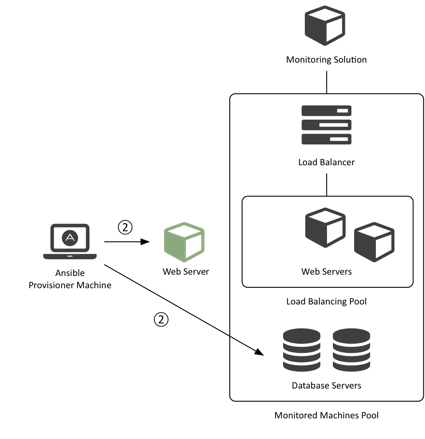 Monitoring Solution
Load Balancer
2
Ansible
Provisioner Machine
Web Server
Web Servers
Load Balancing Pool
2
Database Servers
Monitored Machines Pool